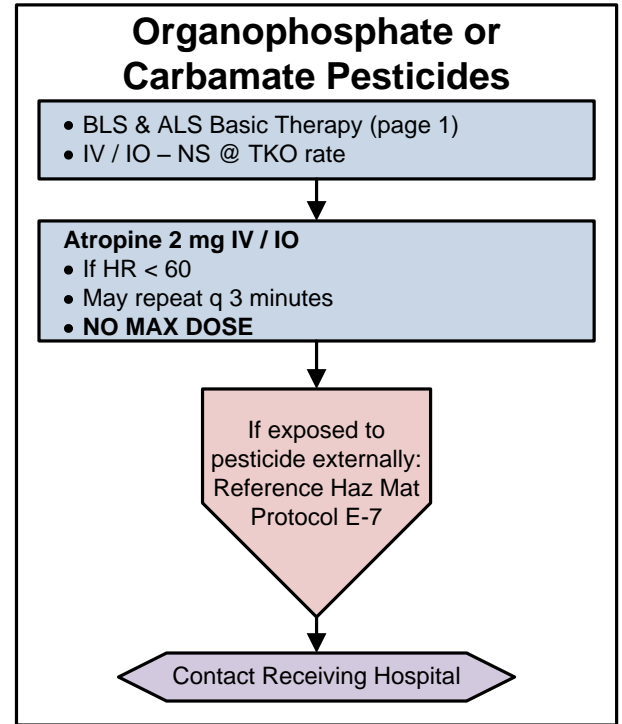 Organophosphate or
Carbamate Pesticides
• BLS & ALS Basic Therapy (page 1)
• IV / IO – NS @ TKO rate
Atropine 2 mg IV / IO
• If HR < 60
• May repeat q 3 minutes
• NO MAX DOSE
If exposed to
pesticide externally:
Reference Haz Mat
Protocol E-7
Contact Receiving Hospital